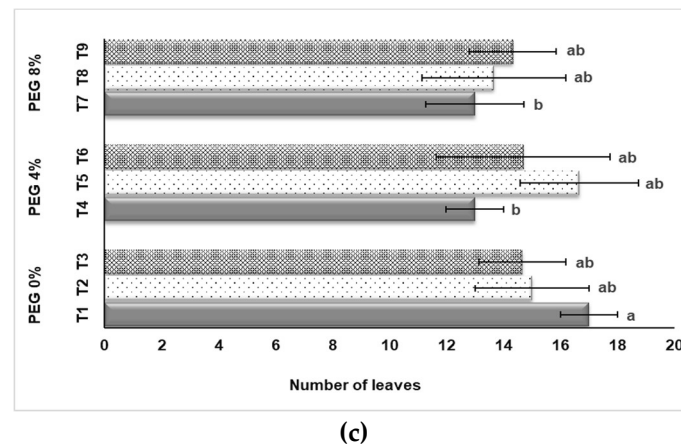 PEG 8%
T9
ab
T8
ab
T7
b
PEG 4%
T6
ab
T5
ab
T4
b
PEG 0%
T3
ab
T2
ab
T1
a
0 2 4 6 8 10 12 14 16 18 20
Number of leaves
(c)